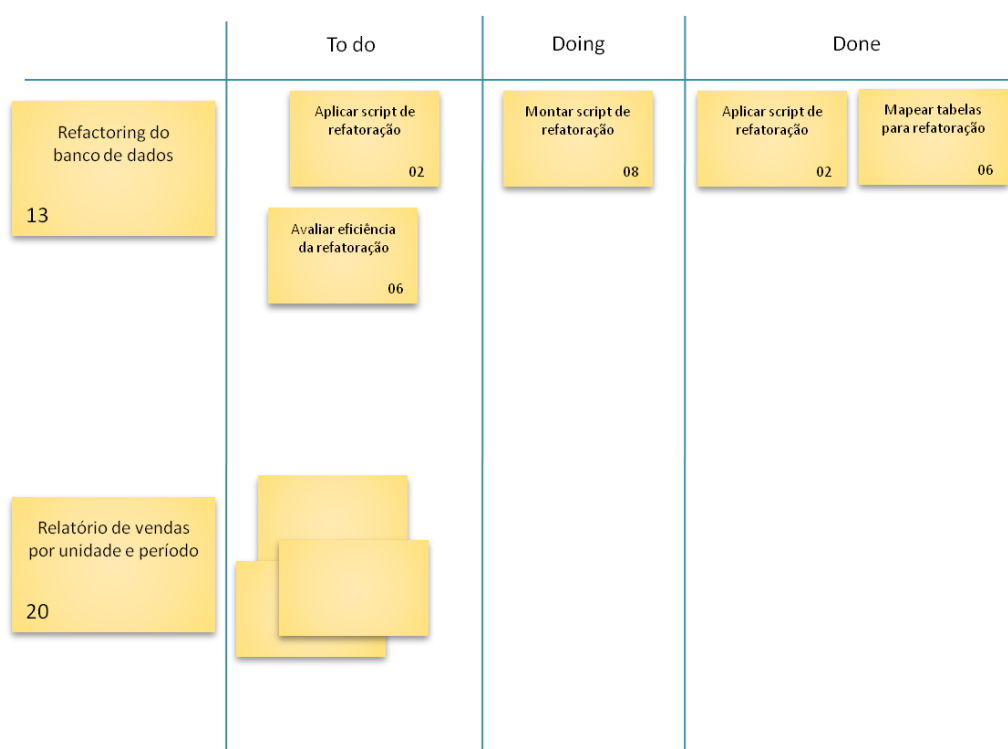 To do
Doing
Done
Refactoring do
banco de dados
13
Aplicar script de
refatoração
02
Avaliar eficiência
da refatoração
06
Montar script de
refatoração
08
Aplicar script de
refatoração
02
Mapear tabelas
para refatoração
06
Relatório de vendas
por unidade e período
20